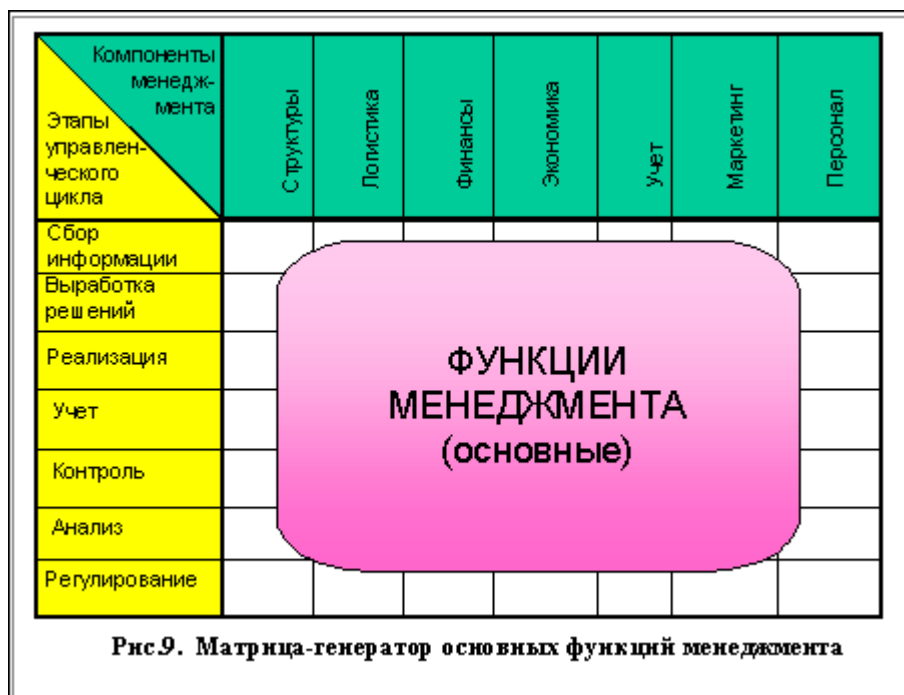 Компоненты
менедж-
мента
Этапы
управлен-
ческого
цикла
Структуры
Логистика
Финансы
Экономика
Учет
Маркетинг
Персонал
Сбор
информации
Выработка
решений
Реализация
Учет
Контроль
Анализ
Регулирование
ФУНКЦИИ
МЕНЕДЖМЕНТА
(основные)
Рис.9. Матрица-генератор основных функций менеджмента